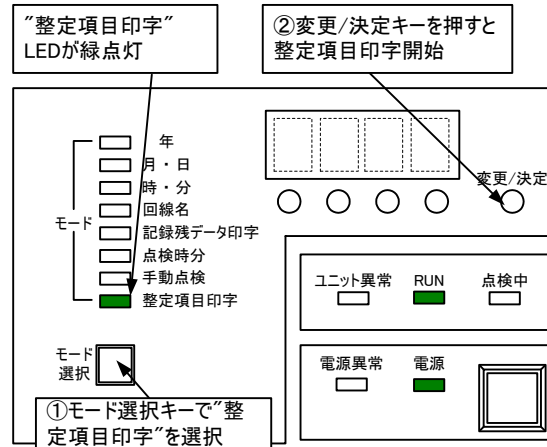 ″整定項目印字″
LEDが緑点灯
②変更/決定キーを押すと
整定項目印字開始
年
月・日
時・分
回線名
記録残データ印字
点検時分
手動点検
整定項目印字
モード
変更/決定
モード
選択
①モード選択キーで″整
定項目印字″を選択
ユニット異常 RUN 点検中
電源異常 電源